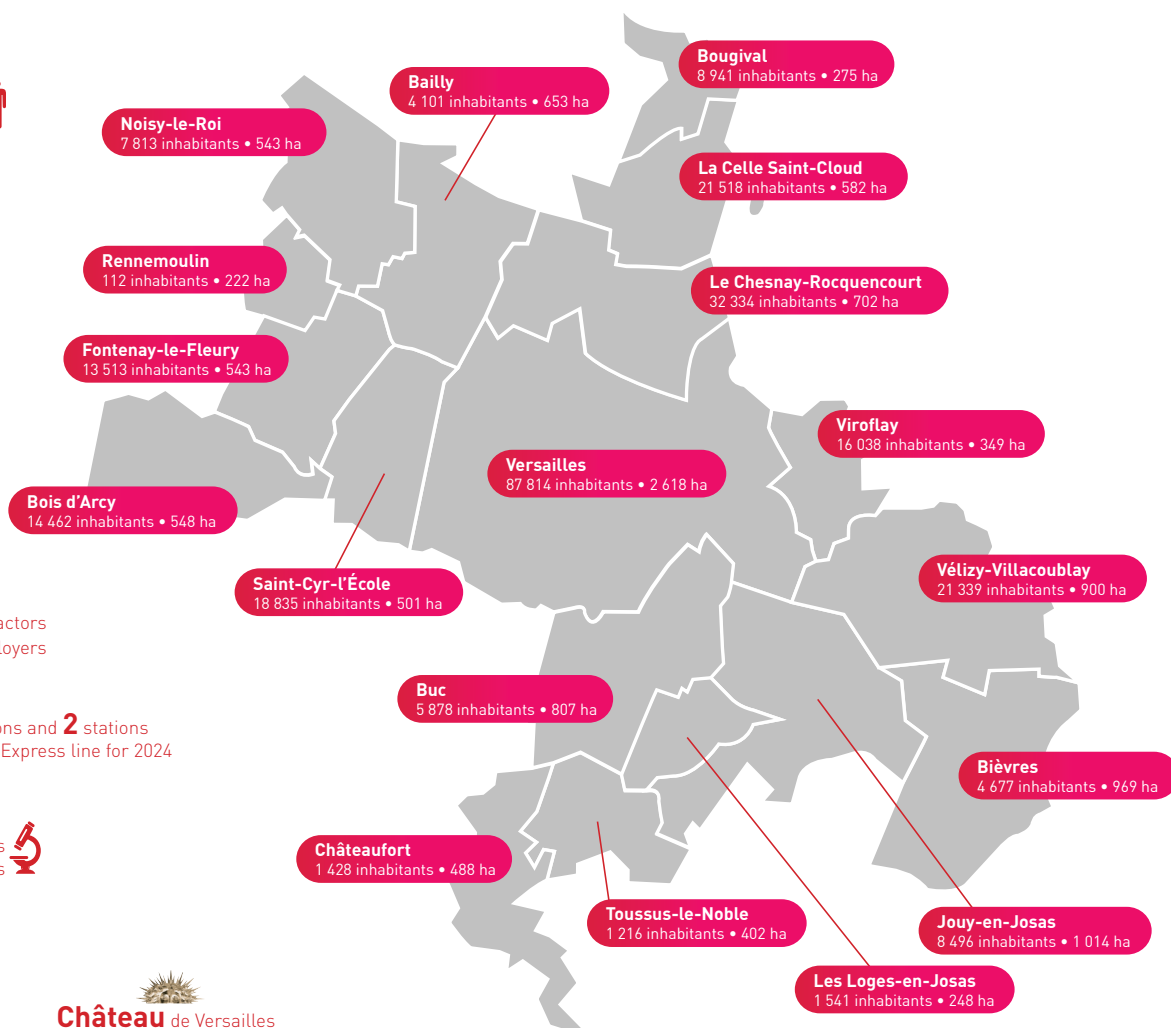 Bougival
8 941 inhabitants • 275 ha
Bailly
4 101 inhabitants • 653 ha
Noisy-le-Roi
7 813 inhabitants • 543 ha
La Celle Saint-Cloud
21 518 inhabitants • 582 ha
Rennemoulin
112 inhabitants • 222 ha
Le Chesnay-Rocquencourt
32 334 inhabitants • 702 ha
Fontenay-le-Fleury
13 513 inhabitants • 543 ha
Viroflay
16 038 inhabitants • 349 ha
Versailles
87 814 inhabitants • 2 618 ha
Bois d’Arcy
14 462 inhabitants • 548 ha
Vélizy-Villacoublay
21 339 inhabitants • 900 ha
Saint-Cyr-l’École
18 835 inhabitants • 501 ha
actors
loyers
Buc
5 878 inhabitants • 807 ha
ons and 2 stations
Express line for 2024
Bièvres
4 677 inhabitants • 969 ha
s
s
Châteaufort
1 428 inhabitants • 488 ha
Toussus-le-Noble
1 216 inhabitants • 402 ha
Jouy-en-Josas
8 496 inhabitants • 1 014 ha
Les Loges-en-Josas
1 541 inhabitants • 248 ha
Château de Versailles